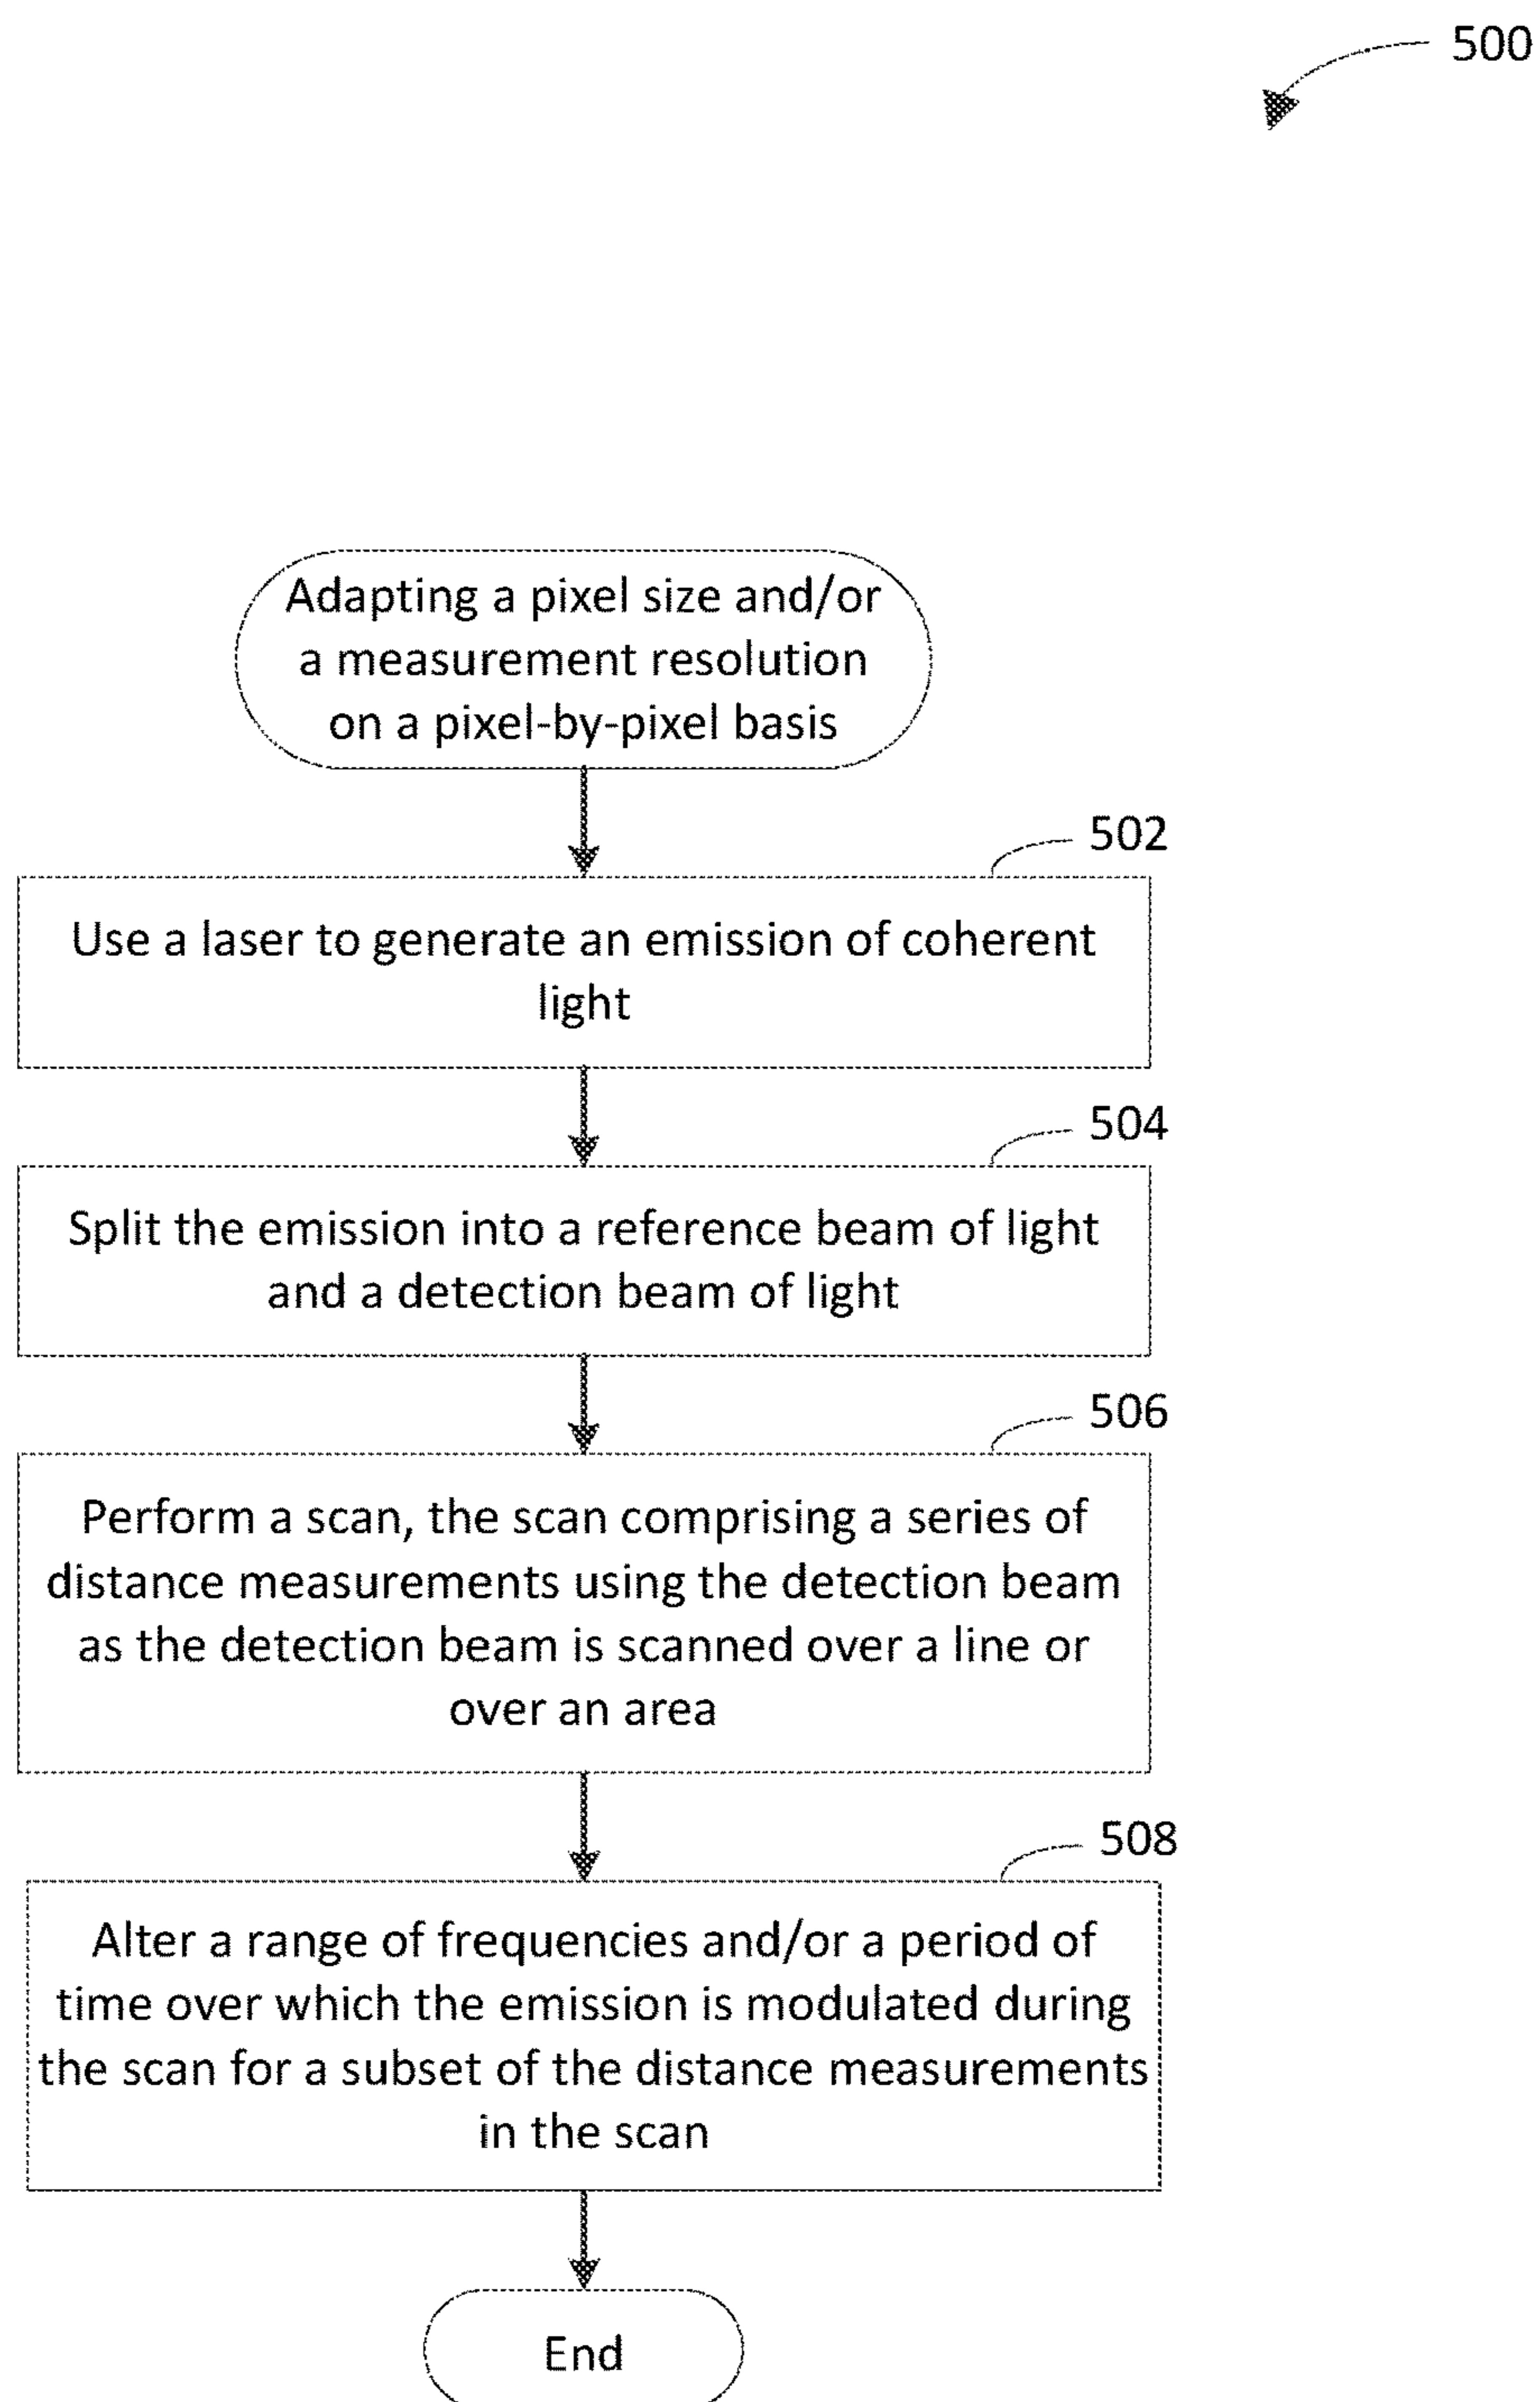 500
Adapting a pixel size and/or
a measurement resolution
on a pixel-by-pixel basis
502
Use a laser to generate an emission of coherent
light
504
Split the emission into a reference beam of light
and a detection beam of light
506
Perform a scan, the scan comprising a series of
distance measurements using the detection beam
as the detection beam is scanned over a line or
over an area
508
Alter a range of frequencies and/or a period of
time over which the emission is modulated during
the scan for a subset of the distance measurements
in the scan
End